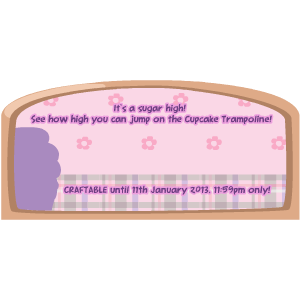 It's a sugar high!
See how high you can jump on the Cupcake Trampoline!
CRAFTABLE until 11th January 2013, 11:59pm only!